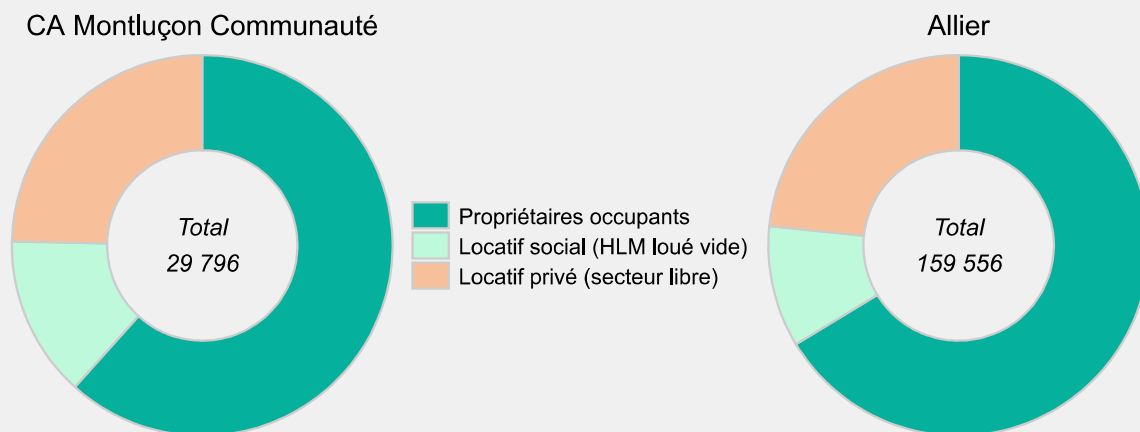 CA Montluçon Communauté
Total
29 796
Propriétaires occupants
Locatif social (HLM loué vide)
Locatif privé (secteur libre)
Allier
Total
159 556